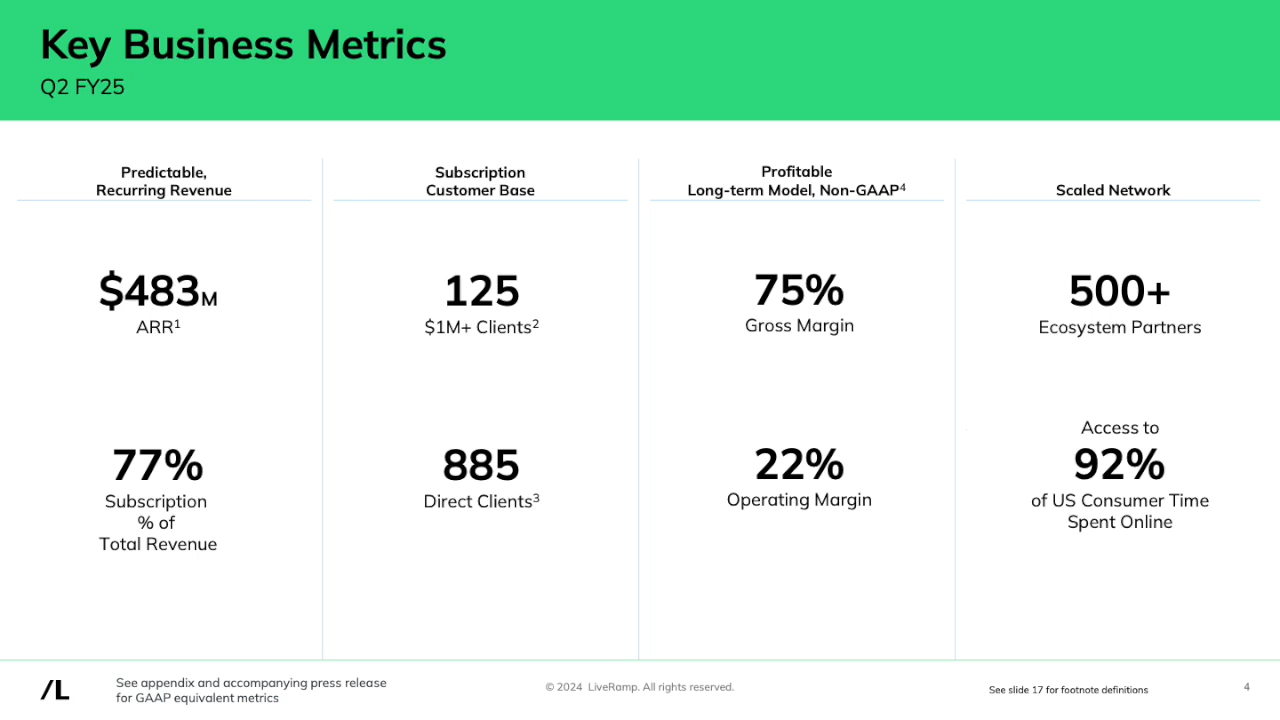 Key Business Metrics
Q2 FY25
Predictable,
Recurring Revenue
$483M
ARR¹
77%
Subscription
% of
Total Revenue
Subscription
Customer Base
125
$1M+ Clients²
885
Direct Clients³
Profitable
Long-term Model, Non-GAAP⁴
75%
Gross Margin
22%
Operating Margin
Scaled Network
500+
Ecosystem Partners
Access to
92%
of US Consumer Time
Spent Online
/L
See appendix and accompanying press release
for GAAP equivalent metrics
© 2024 LiveRamp. All rights reserved.
See slide 17 for footnote definitions
4